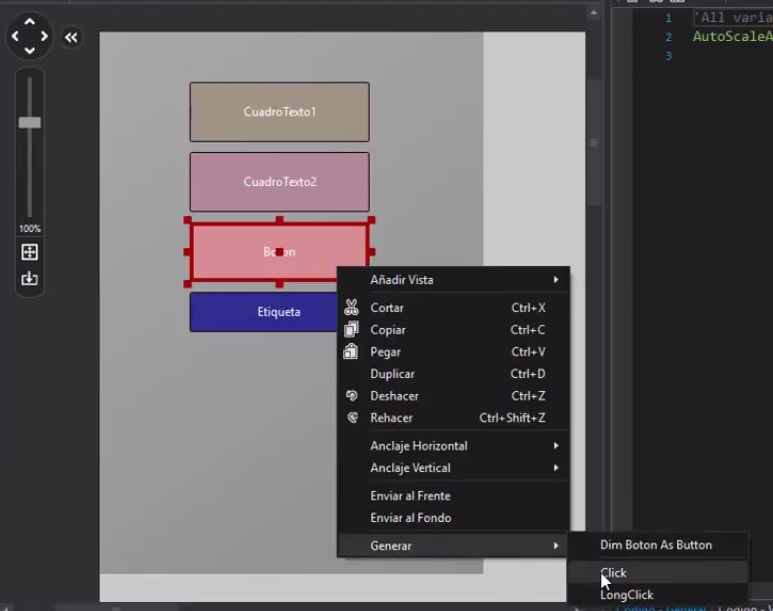 'All varia
1
2
AutoScaleA
3
CuadroTexto1
CuadroTexto2
Boton
Etiqueta
100%
Añadir Vista
Cortar Ctrl+X
Copiar Ctrl+C
Pegar Ctrl+V
Duplicar Ctrl+D
Deshacer Ctrl+Z
Rehacer Ctrl+Shift+Z
Anclaje Horizontal
Anclaje Vertical
Enviar al Frente
Enviar al Fondo
Generar
Dim Boton As Button
Click
LongClick